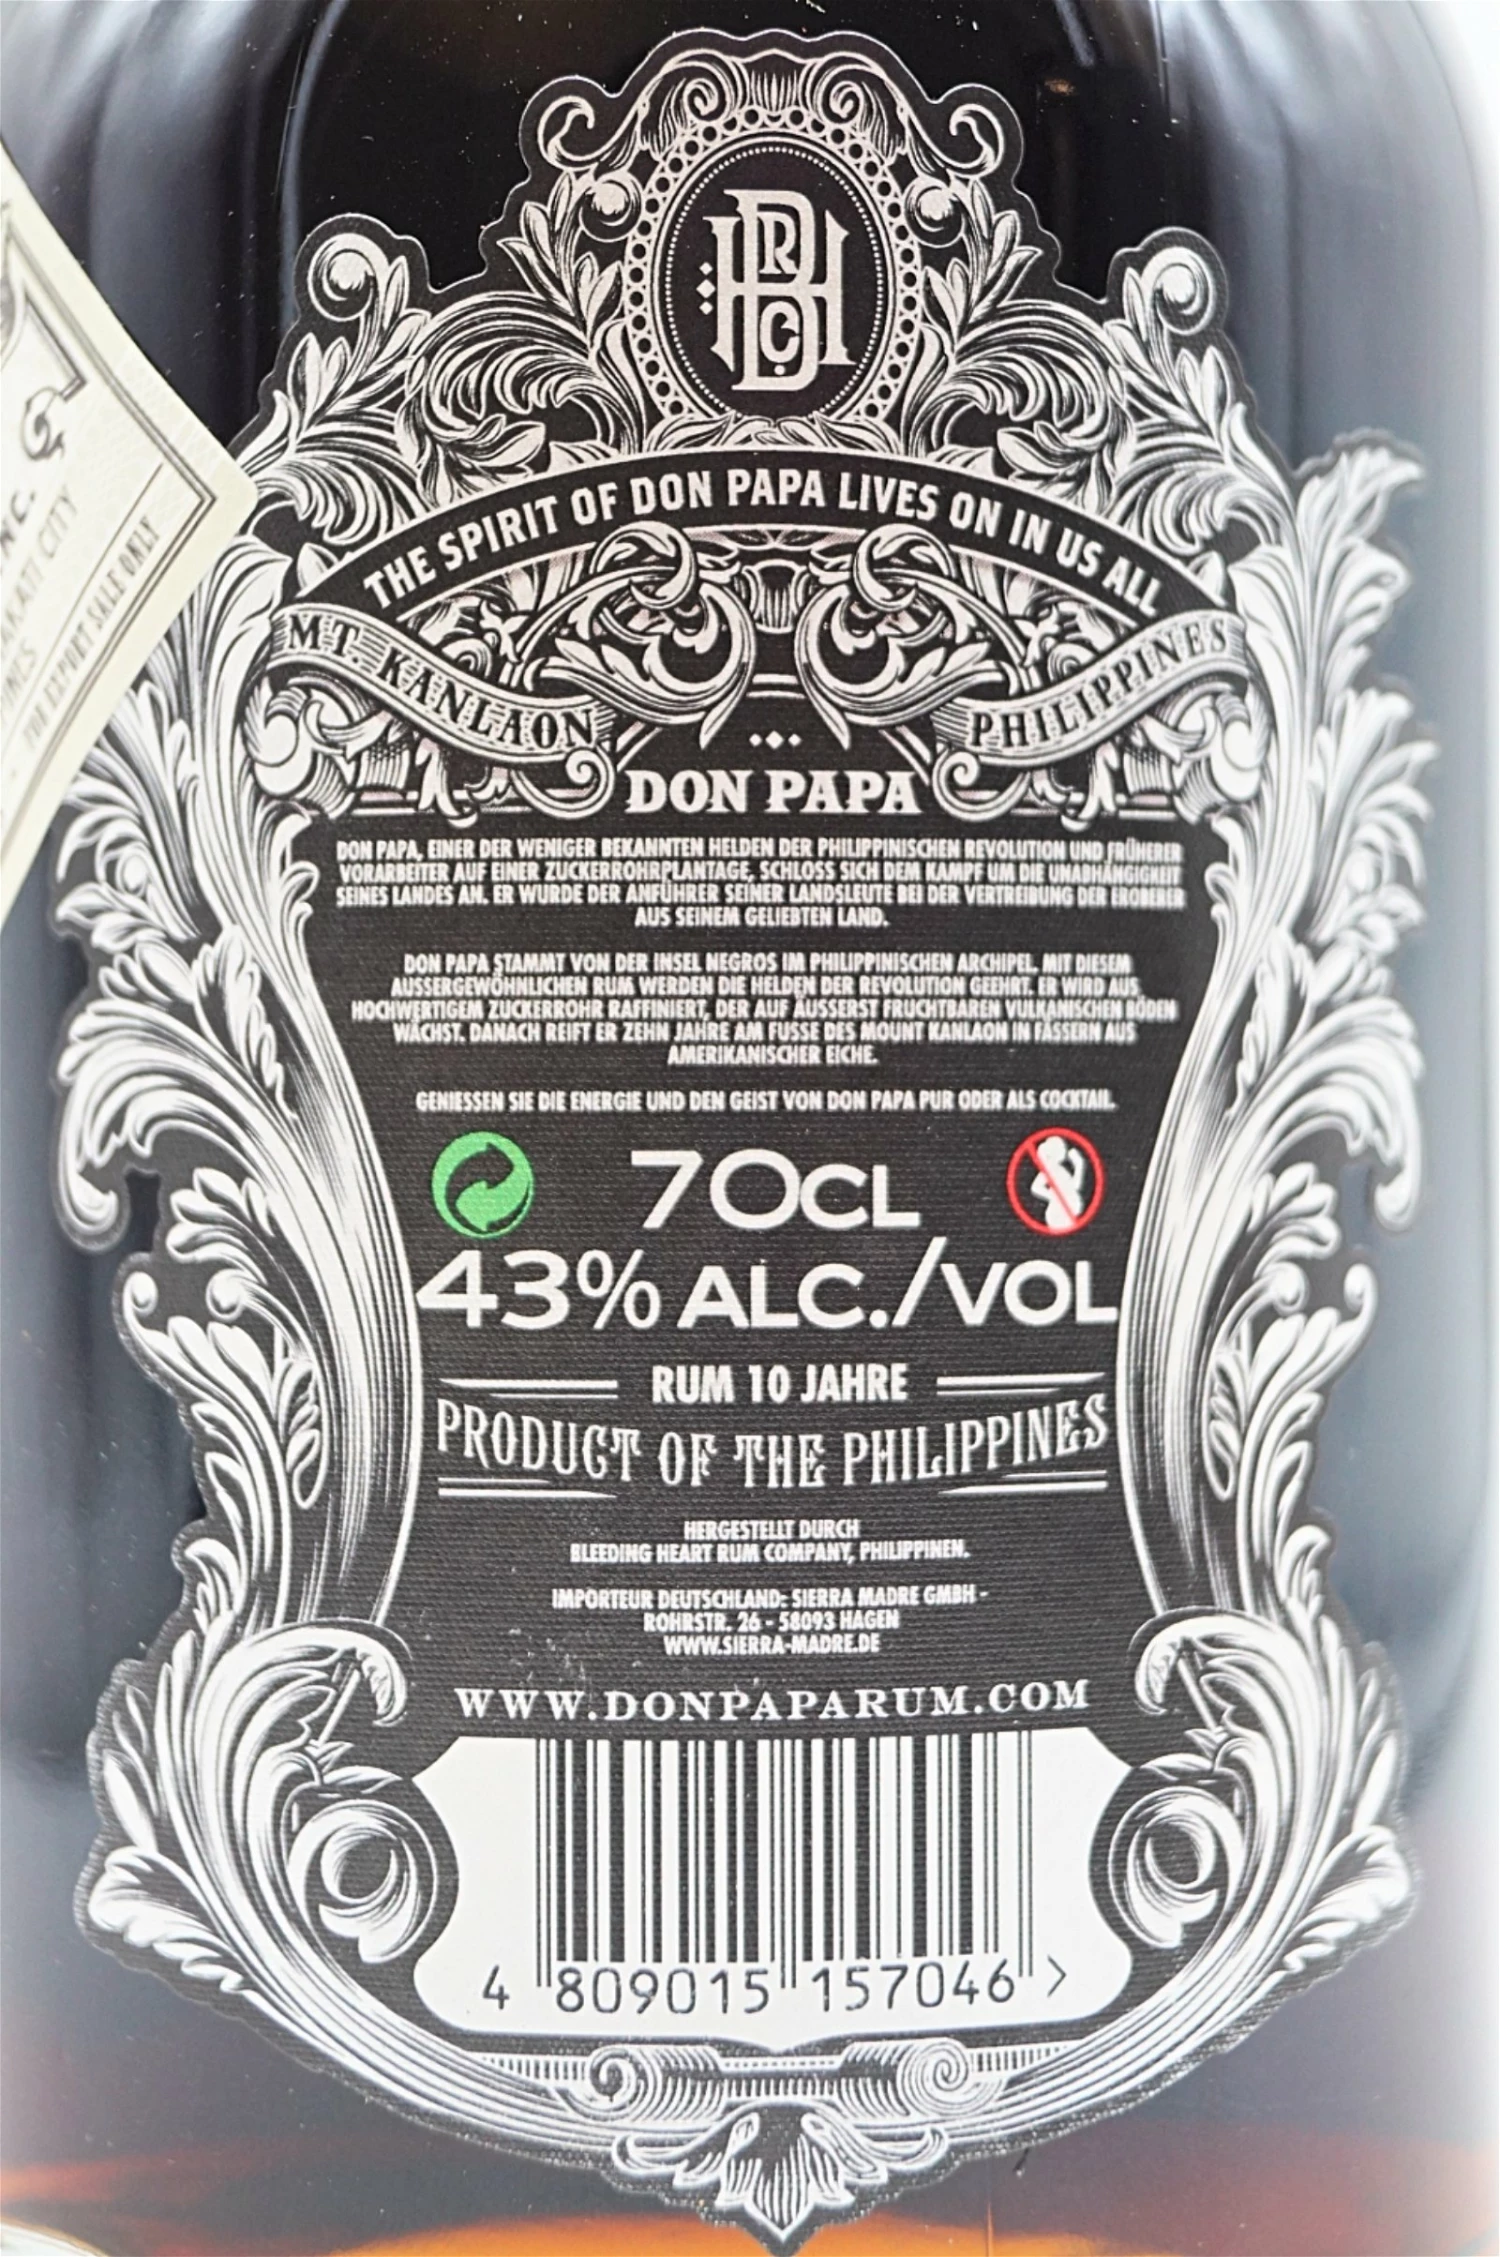 BHRC
THE SPIRIT OF DON PAPA LIVES ON IN US ALL
MT. KANLAON
PHILIPPINES
DON PAPA
DON PAPA, EINER DER WENIGER BEKANNTEN HELDEN DER PHILIPPINISCHEN REVOLUTION UND FRÜHERER
VORARBEITER AUF EINER ZUCKERROHRPLANTAGE, SCHLOSS SICH DEM KAMPF UM DIE UNABHÄNGIGKEIT
SEINES LANDES AN. ER WURDE DER ANFÜHRER SEINER LANDSLEUTE BEI DER VERTREIBUNG DER EROBERER
AUS SEINEM GELIEBTEN LAND.
DON PAPA STAMMT VON DER INSEL NEGROS IM PHILIPPINISCHEN ARCHIPEL. MIT DIESEM
AUSSERGEWÖHNLICHEN RUM WERDEN DIE HELDEN DER REVOLUTION GEEHRT. ER WIRD AUS
HOCHWERTIGEM ZUCKERROHR RAFFINIERT, DER AUF ÄUSSERST FRUCHTBAREN VULKANISCHEN BÖDEN
WÄCHST. DANACH REIFT ER ZEHN JAHRE AM FUSSE DES MOUNT KANLAON IN FÄSSERN AUS
AMERIKANISCHER EICHE.
GENIESSEN SIE DIE ENERGIE UND DEN GEIST VON DON PAPA PUR ODER ALS COCKTAIL.
70CL
43% ALC./VOL
RUM 10 JAHRE
PRODUCT OF THE PHILIPPINES
HERGESTELLT DURCH
BLEEDING HEART RUM COMPANY, PHILIPPINEN.
IMPORTEUR DEUTSCHLAND: SIERRA MADRE GMBH -
ROHRSTR. 26 - 58093 HAGEN
WWW.SIERRA-MADRE.DE
WWW.DONPAPARUM.COM
4 809015 157046 >
CITY
FOR EXPORT SALE ONLY